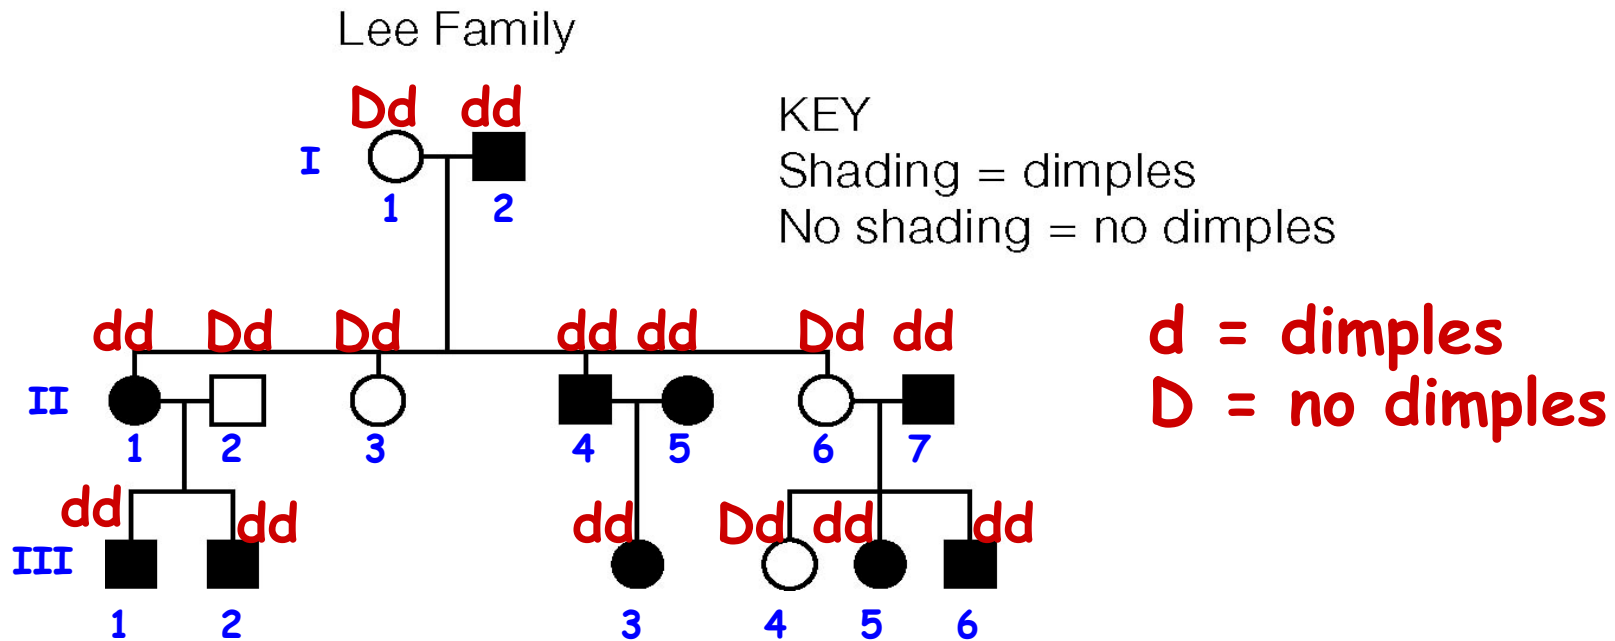 Lee Family
Dd dd
KEY
I
Shading = dimples
1 2
No shading = no dimples
dd Dd Dd dd dd Dd dd
d = dimples
II
D = no dimples
1 2 3 4 5 6 7
dd dd dd Dd dd dd
III
1 2 3 4 5 6